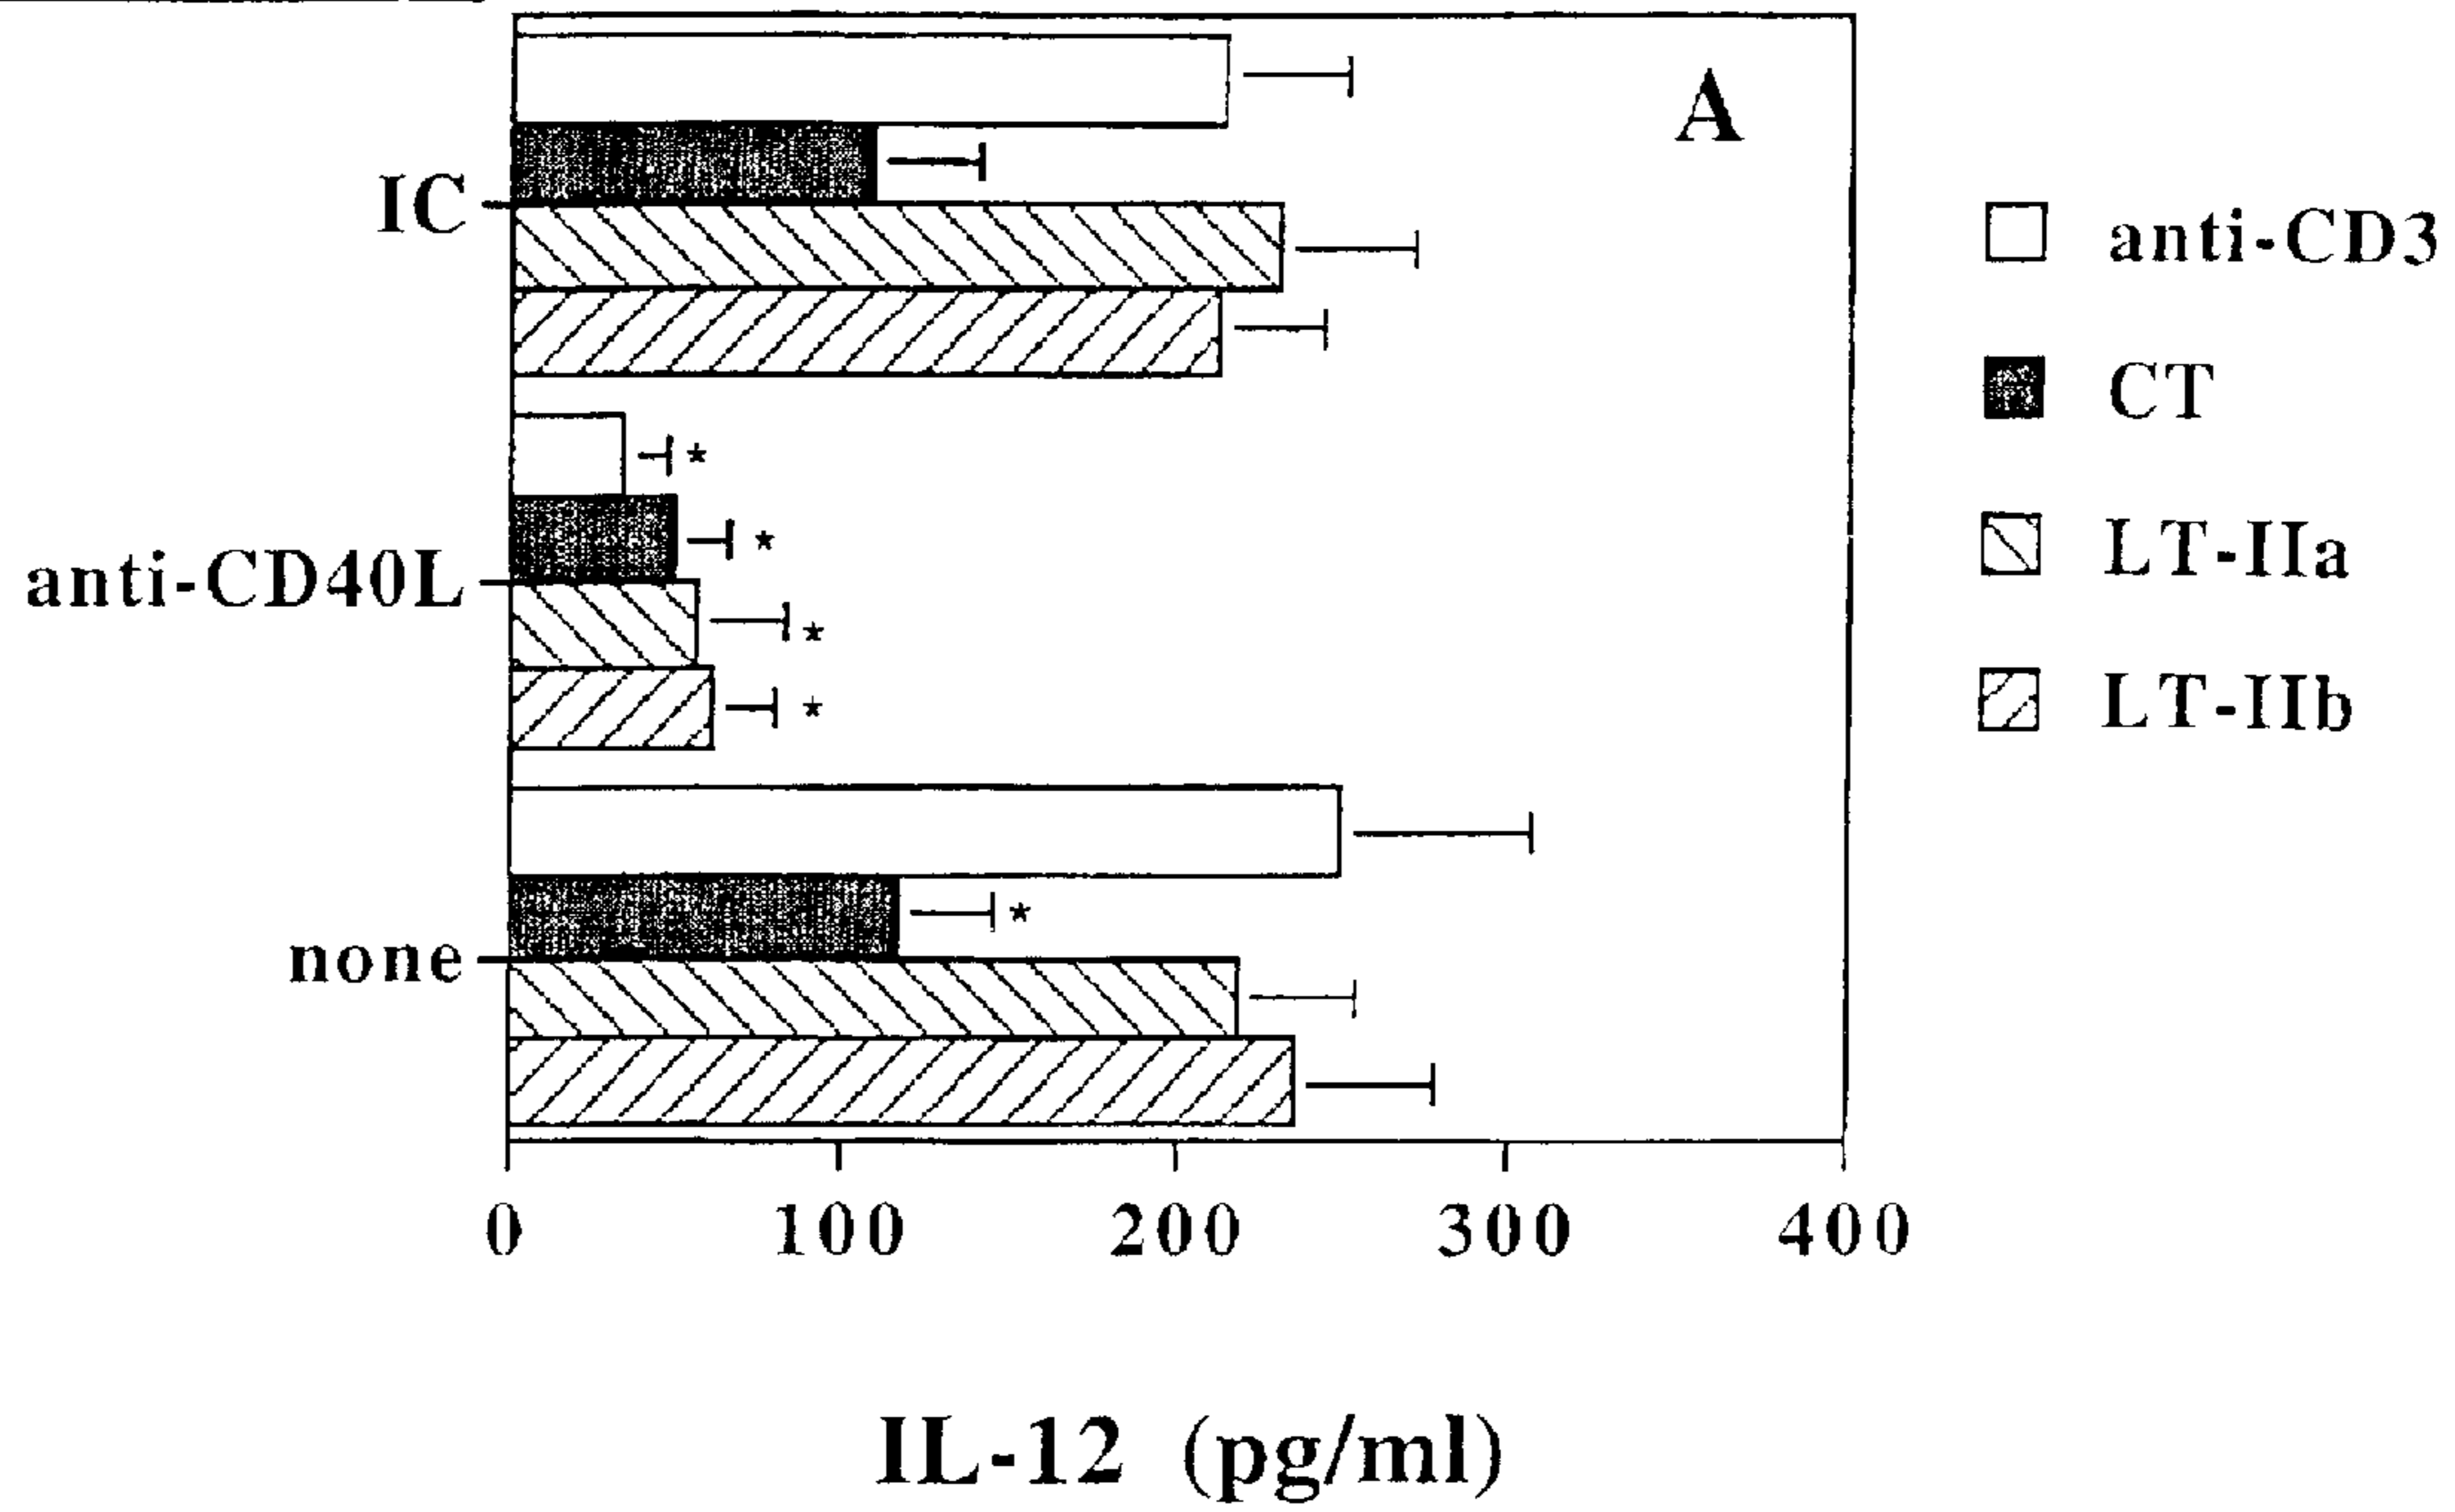 A
IC
anti-CD40L
none
anti-CD3
CT
LT-IIa
LT-IIb
*
*
*
*
*
0 100 200 300 400
IL-12 (pg/ml)